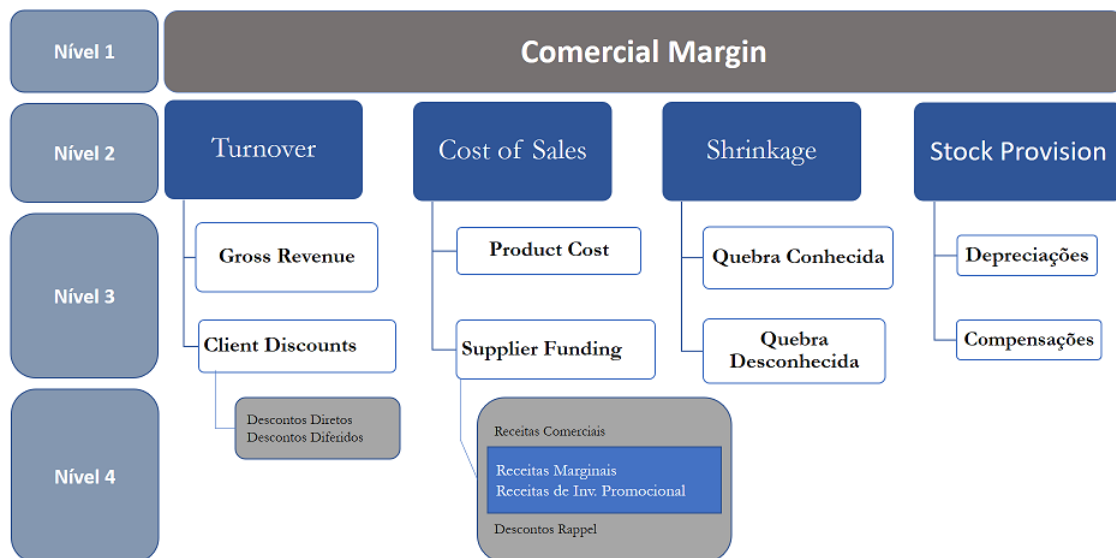 Nível 1
Comercial Margin
Nível 2
Turnover
Cost of Sales
Shrinkage
Stock Provision
Nível 3
Gross Revenue
Product Cost
Quebra Conhecida
Depreciações
Client Discounts
Supplier Funding
Quebra
Desconhecida
Compensações
Nível 4
Descontos Diretos
Descontos Diferidos
Receitas Comerciais
Receitas Marginais
Receitas de Inv. Promocional
Descontos Rappel